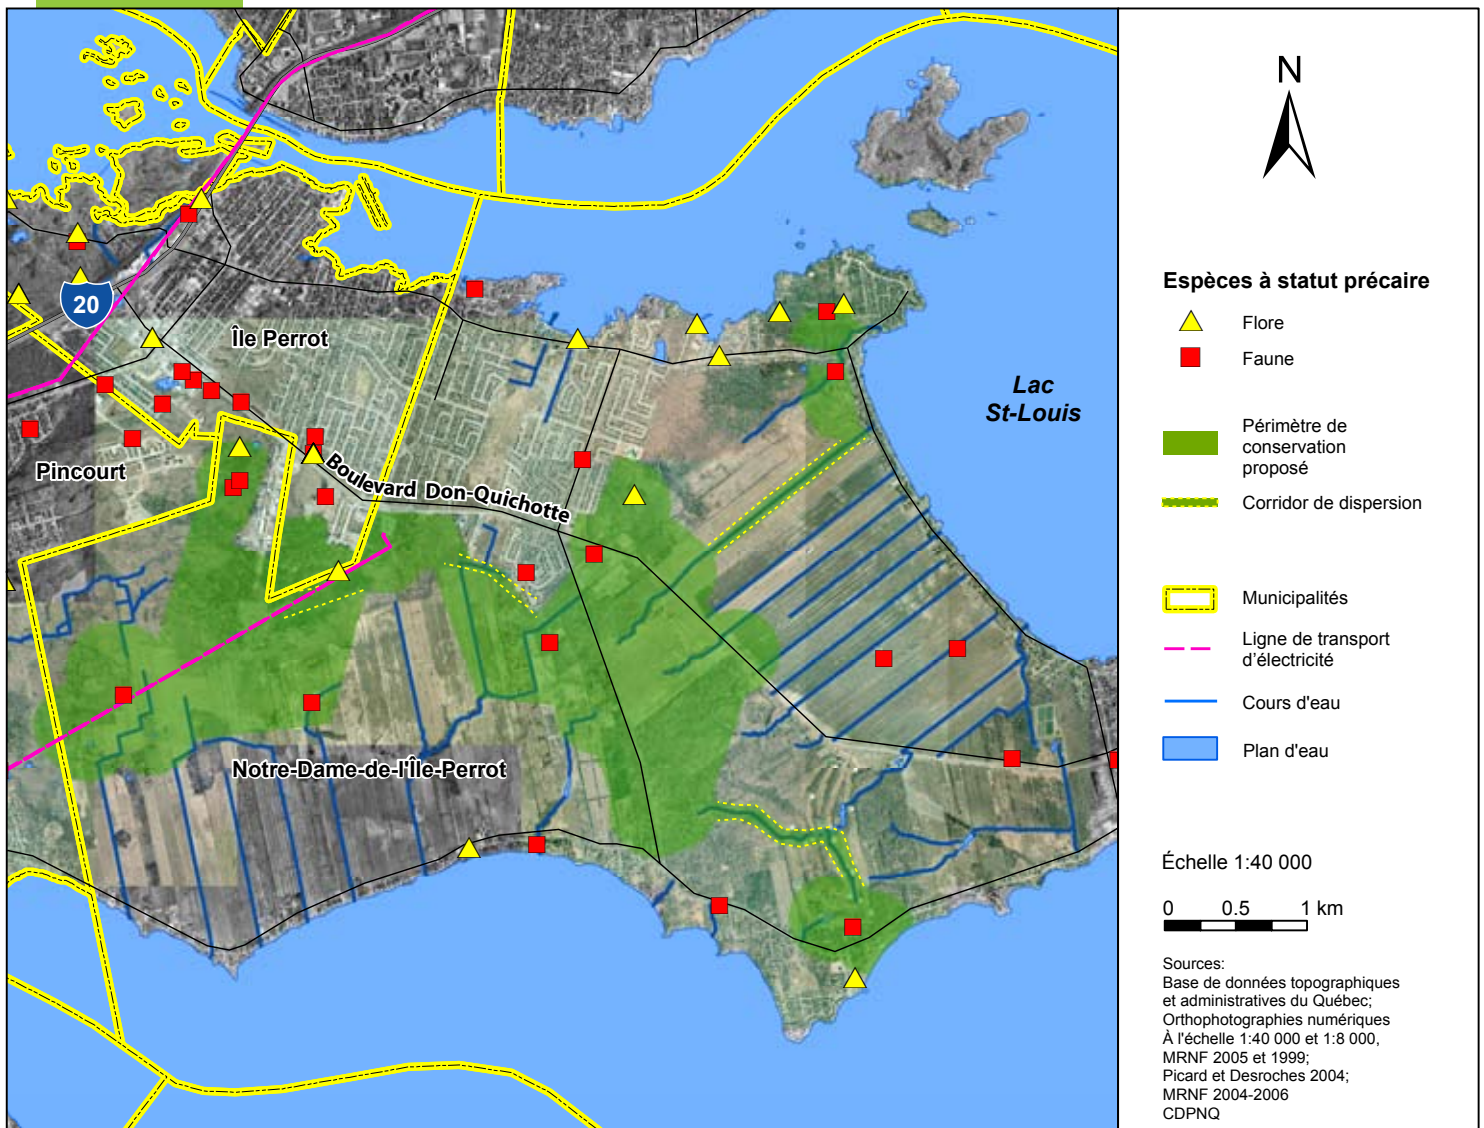 N
20
Île Perrot
Pincourt
Boulevard Don-Quichotte
Lac
St-Louis
Notre-Dame-de-l'Île-Perrot
Espèces à statut précaire
Flore
Faune
Périmètre de
conservation
proposé
Corridor de dispersion
Municipalités
Ligne de transport
d'électricité
Cours d'eau
Plan d'eau
Échelle 1:40 000
0 0.5 1 km
Sources:
Base de données topographiques
et administratives du Québec;
Orthophotographies numériques
À l'échelle 1:40 000 et 1:8 000,
MRNF 2005 et 1999;
Picard et Desroches 2004;
MRNF 2004-2006
CDPNQ